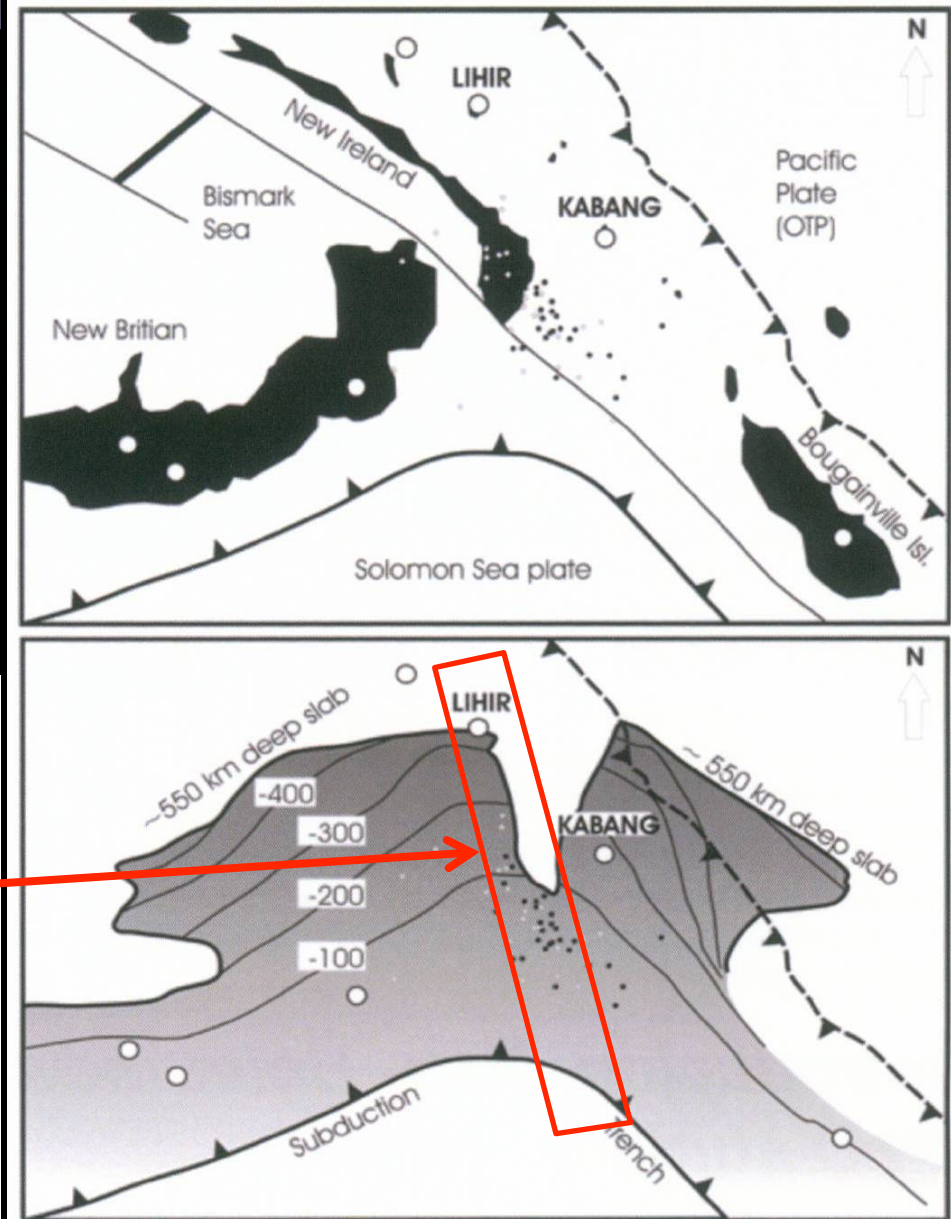 N
LIHIR
New Ireland
Pacific
Plate
(OTP)
Bismark
Sea
KABANG
New Britian
Bougainville Isl.
Solomon Sea plate
N
LIHIR
~550 km deep slab
~ 550 km deep slab
-400
-300
KABANG
-200
-100
Subduction
Trench